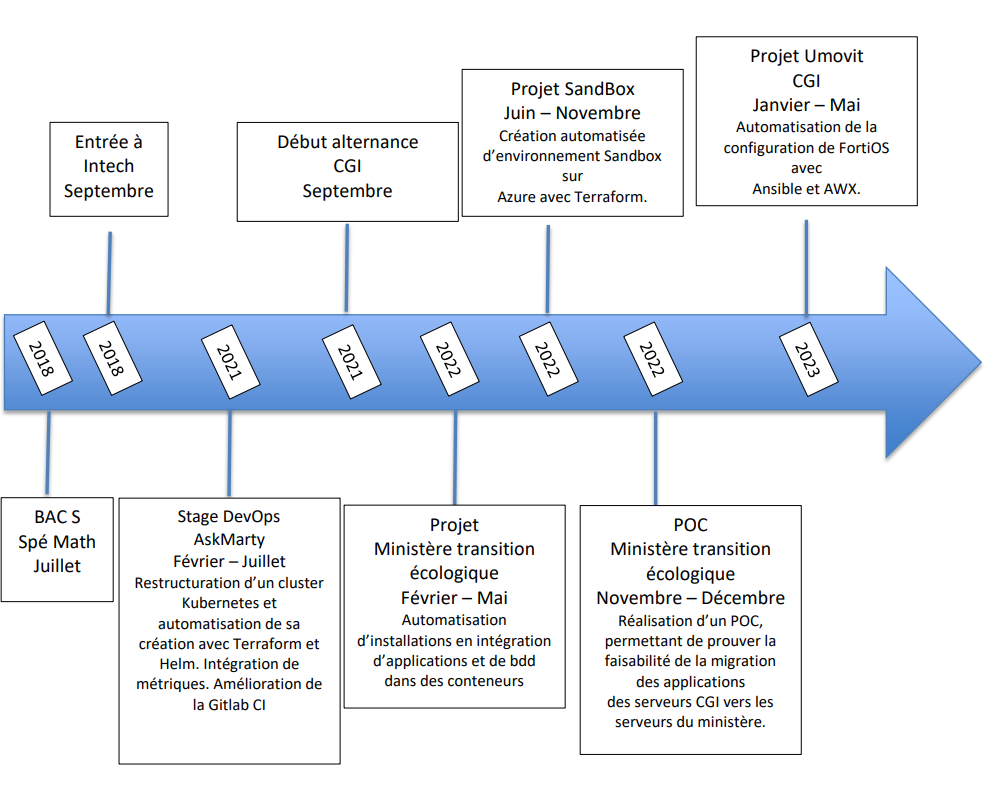 Projet Umovit
CGI
Janvier – Mai
Automatisation de la
configuration de FortiOS
avec
Ansible et AWX.
Projet SandBox
Juin – Novembre
Création automatisée
d'environnement Sandbox
sur
Azure avec Terraform.
Entrée à
Intech
Septembre
Début alternance
CGI
Septembre
2018
2018
2021
2021
2022
2022
2022
2023
BAC S
Spé Math
Juillet
Stage DevOps
AskMarty
Février – Juillet
Restructuration d'un cluster
Kubernetes et
automatisation de sa
création avec Terraform et
Helm. Intégration de
métriques. Amélioration de
la Gitlab CI
Projet
Ministère transition
écologique
Février – Mai
Automatisation
d'installations en intégration
d'applications et de bdd
dans des conteneurs
POC
Ministère transition
écologique
Novembre – Décembre
Réalisation d'un POC,
permettant de prouver la
faisabilité de la migration
des applications
des serveurs CGI vers les
serveurs du ministère.